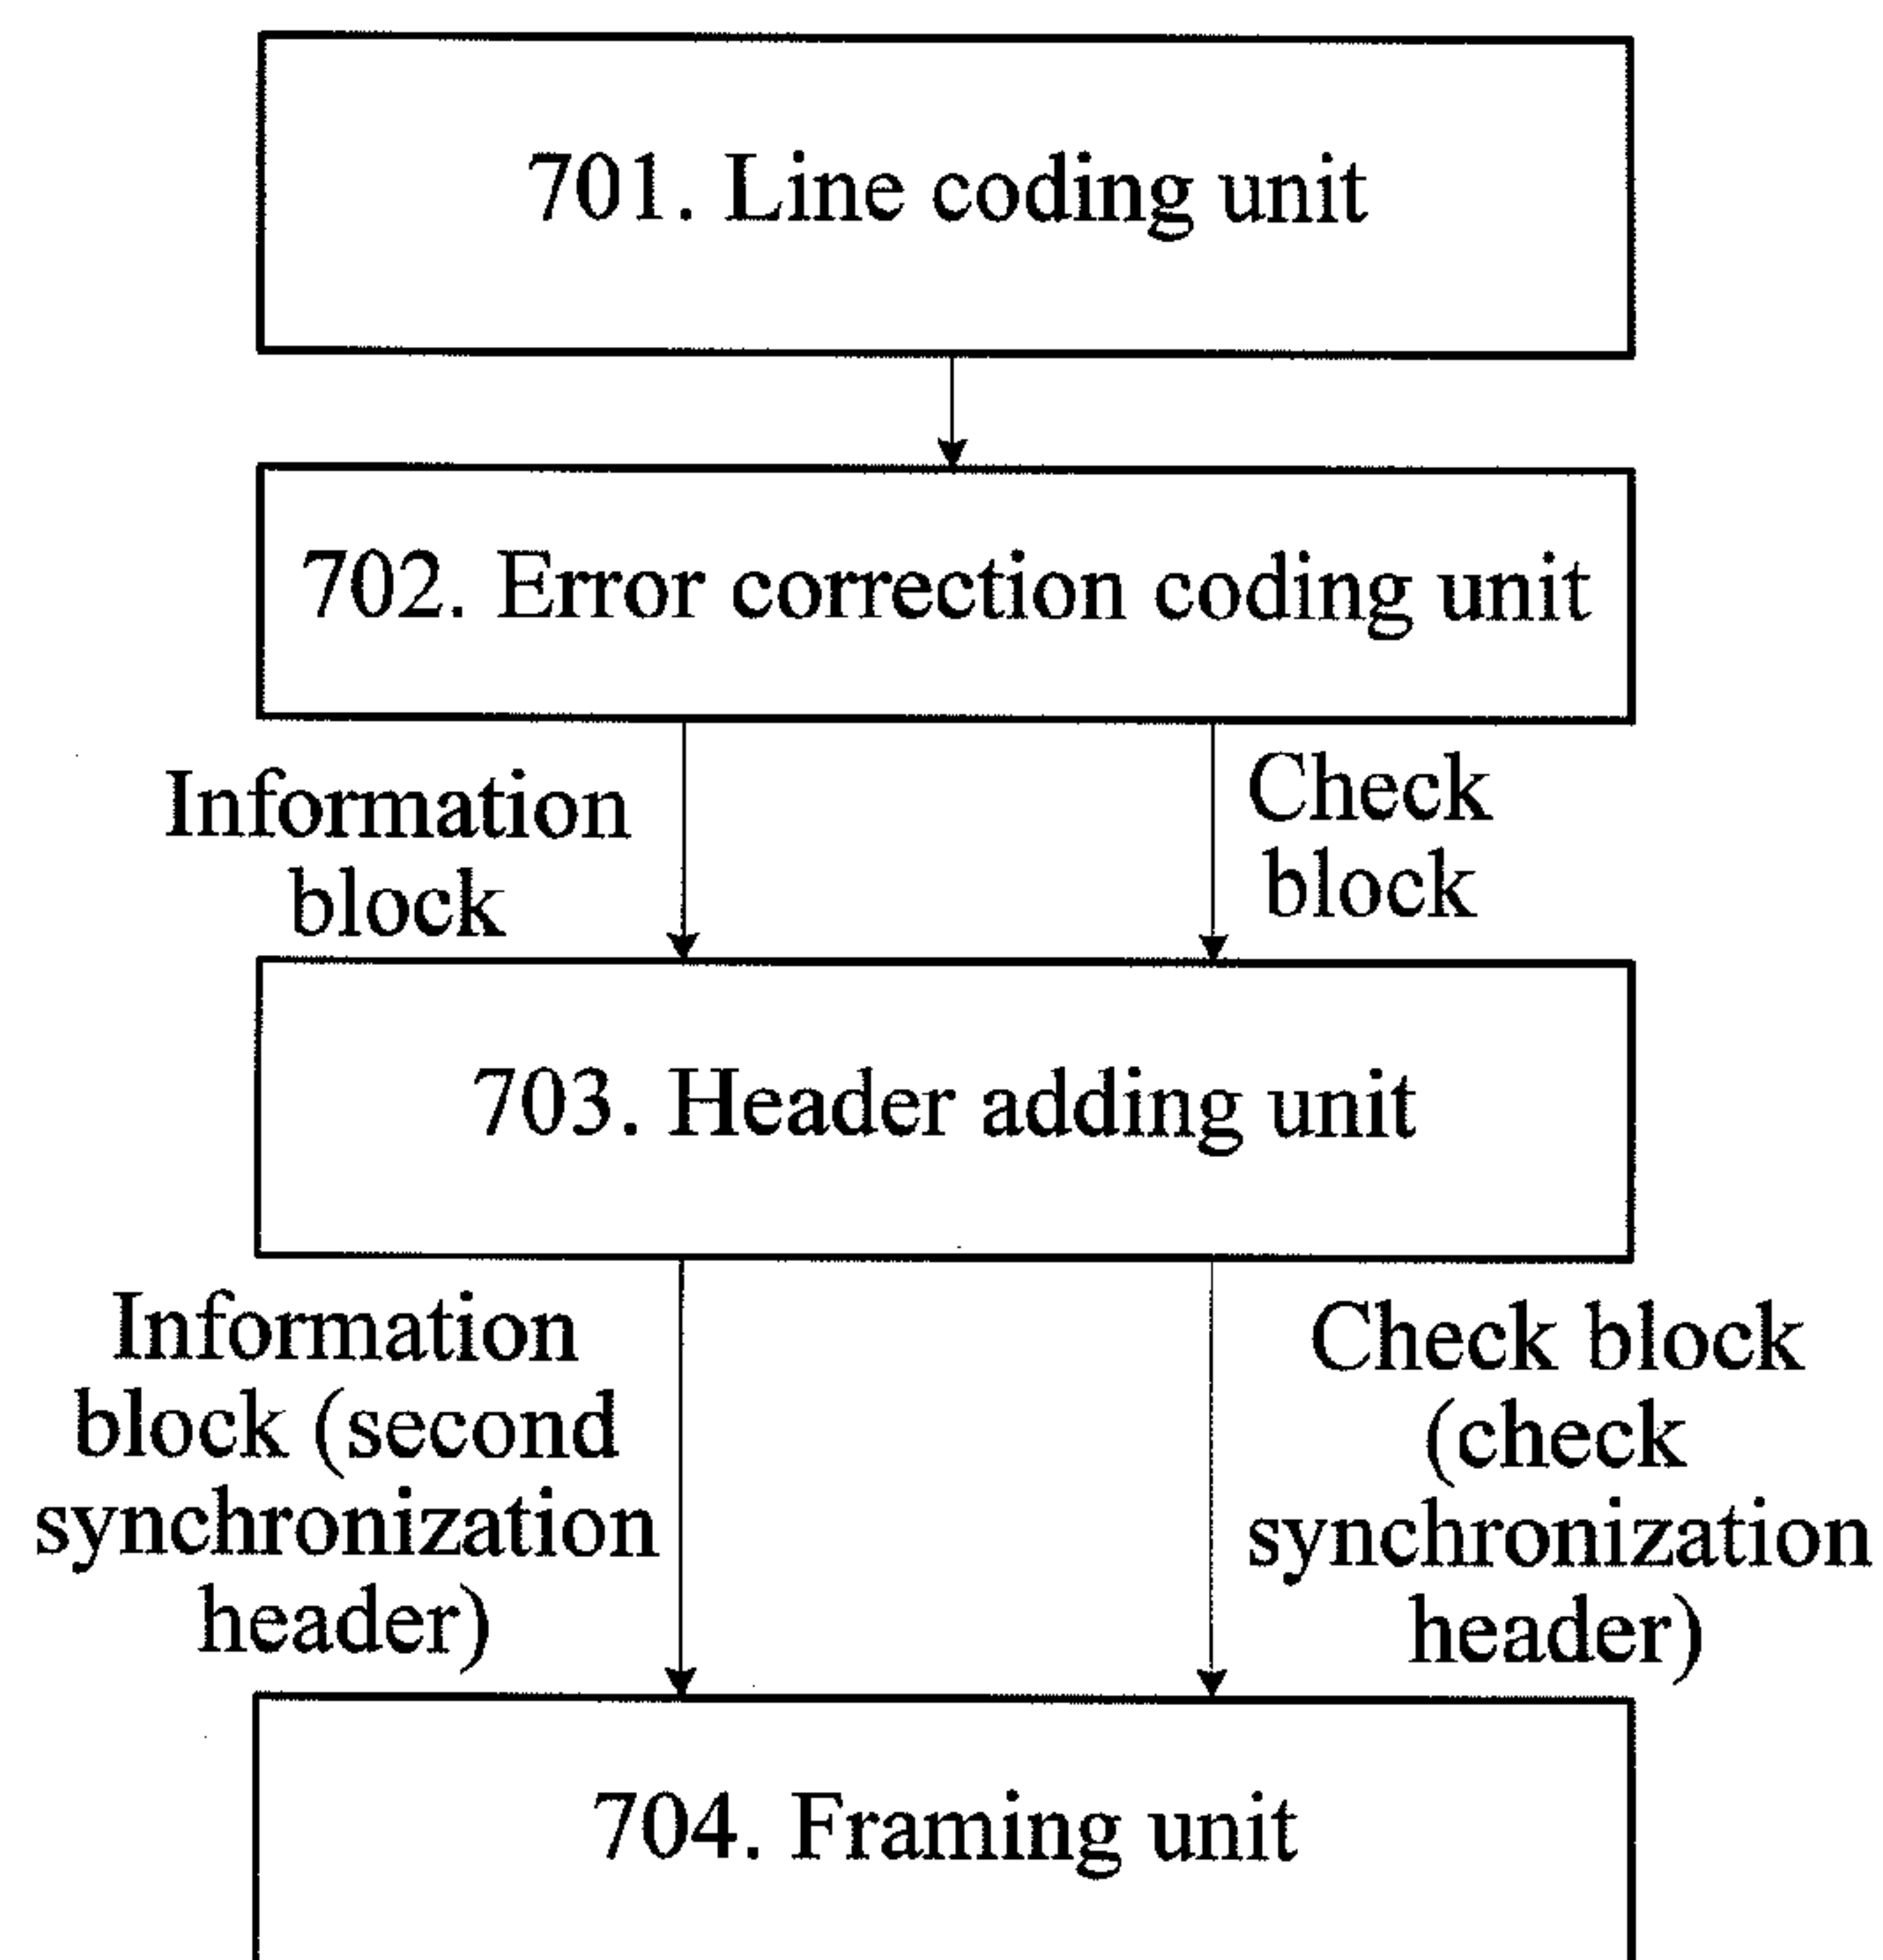 701. Line coding unit
702. Error correction coding unit
Information
block
Check
block
703. Header adding unit
Information
block (second
synchronization
header)
Check block
(check
synchronization
header)
704. Framing unit